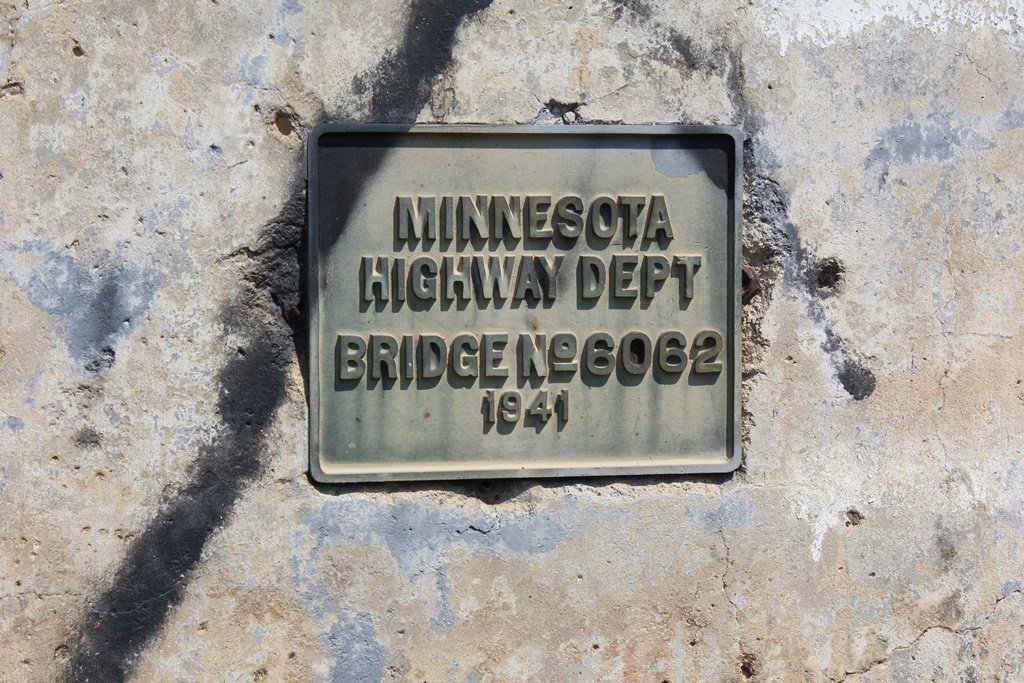 MINNESOTA
HIGHWAY DEPT
BRIDGE Nº 6062
1941